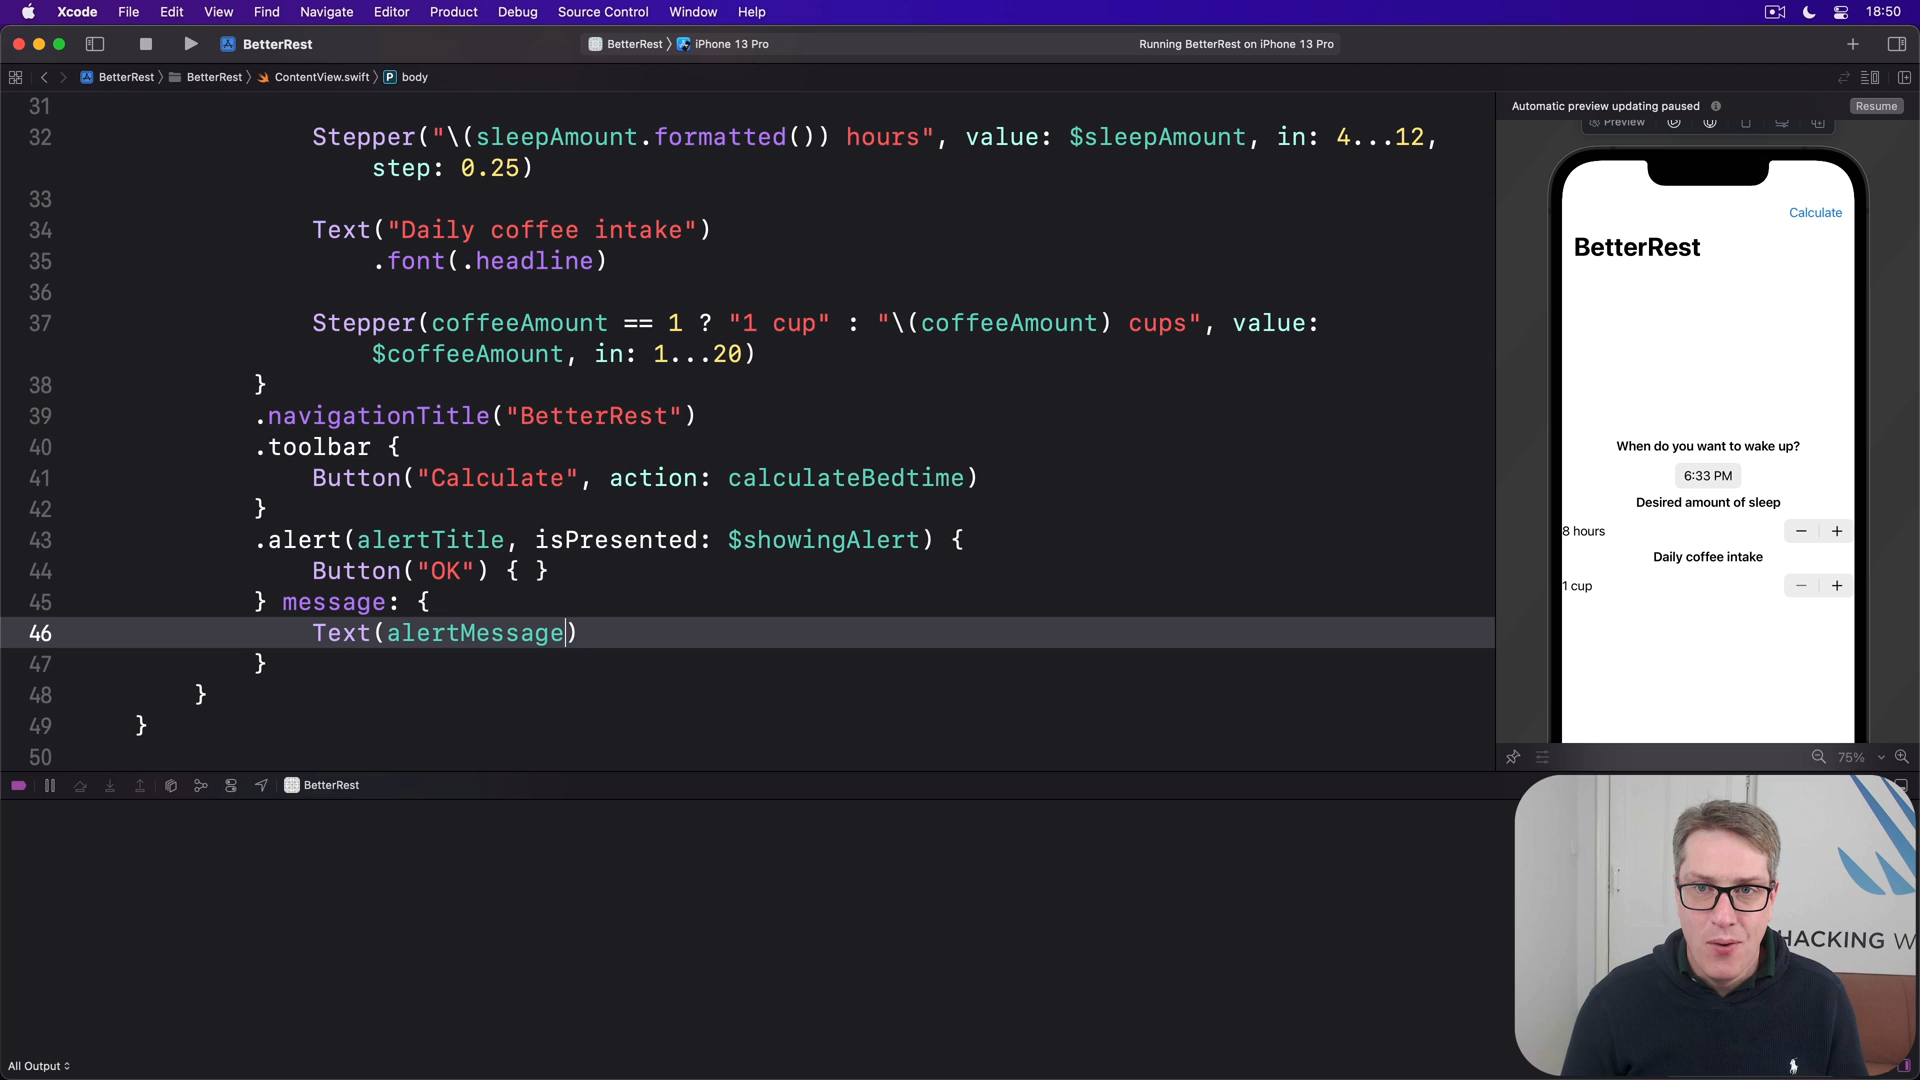 Xcode File Edit View Find Navigate Editor Product Debug Source Control Window Help 18:50
BetterRest BetterRest iPhone 13 Pro Running BetterRest on iPhone 13 Pro
BetterRest BetterRest ContentView.swift P body
31
32 Stepper("\(sleepAmount.formatted()) hours", value: $sleepAmount, in: 4...12,
step: 0.25)
33
34 Text("Daily coffee intake")
35 .font(.headline)
36
37 Stepper(coffeeAmount == 1 ? "1 cup" : "\(coffeeAmount) cups", value:
$coffeeAmount, in: 1...20)
38 }
39 .navigationTitle("BetterRest")
40 .toolbar {
41 Button("Calculate", action: calculateBedtime)
42 }
43 .alert(alertTitle, isPresented: $showingAlert) {
44 Button("OK") { }
45 } message: {
46 Text(alertMessage)
47 }
48 }
49 }
50
Automatic preview updating paused Resume
Preview
Calculate
BetterRest
When do you want to wake up?
6:33 PM
Desired amount of sleep
8 hours − +
Daily coffee intake
1 cup − +
75%
BetterRest
HACKING W
All Output